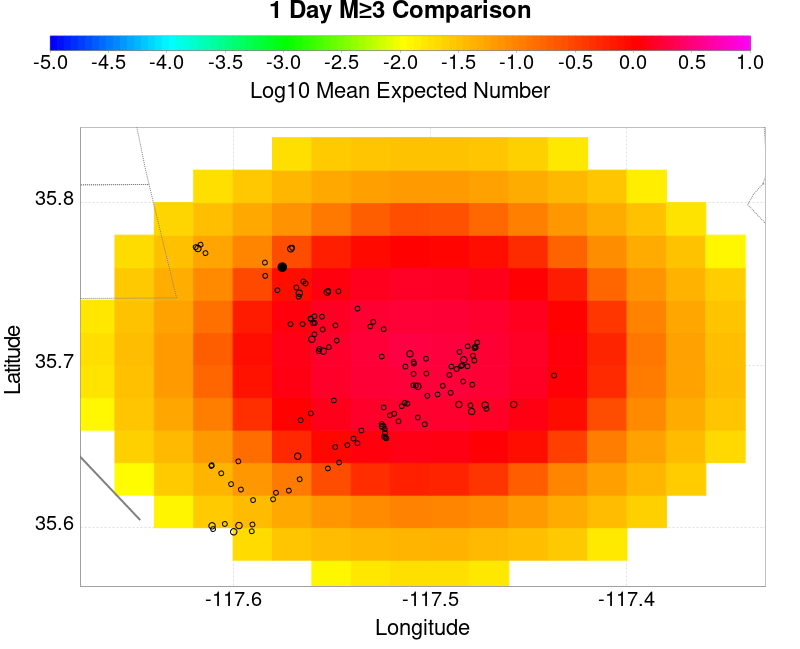 1 Day M≥3 Comparison
-5.0 -4.5 -4.0 -3.5 -3.0 -2.5 -2.0 -1.5 -1.0 -0.5 0.0 0.5 1.0
Log10 Mean Expected Number
35.8
35.7
35.6
Latitude
-117.6 -117.5 -117.4
Longitude